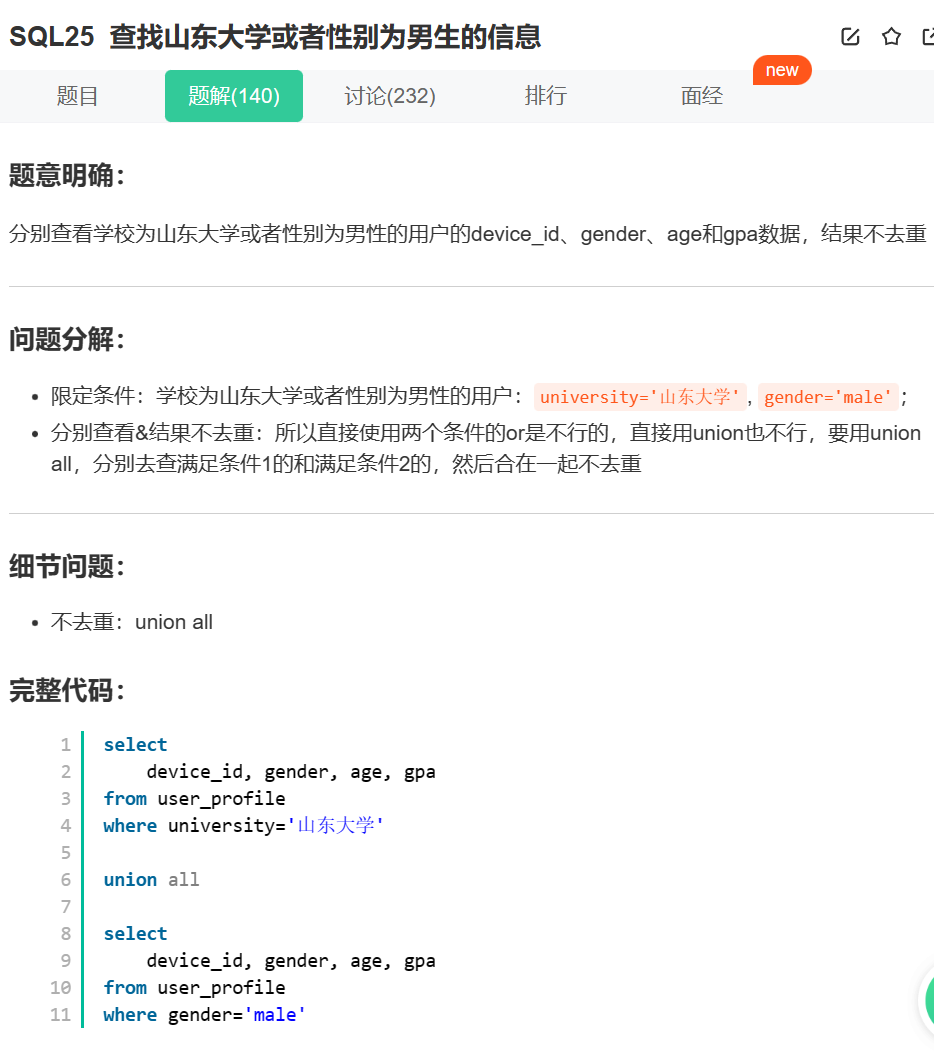 SQL25 查找山东大学或者性别为男生的信息
new
题目 题解(140) 讨论(232) 排行 面经
题意明确：
分别查看学校为山东大学或者性别为男性的用户的device_id、gender、age和gpa数据，结果不去重
问题分解：
• 限定条件：学校为山东大学或者性别为男性的用户：university='山东大学', gender='male'；
• 分别查看&结果不去重：所以直接使用两个条件的or是不行的，直接用union也不行，要用union
all，分别去查满足条件1的和满足条件2的，然后合在一起不去重
细节问题：
• 不去重：union all
完整代码：
1 select
2 device_id, gender, age, gpa
3 from user_profile
4 where university='山东大学'
5
6 union all
7
8 select
9 device_id, gender, age, gpa
10 from user_profile
11 where gender='male'